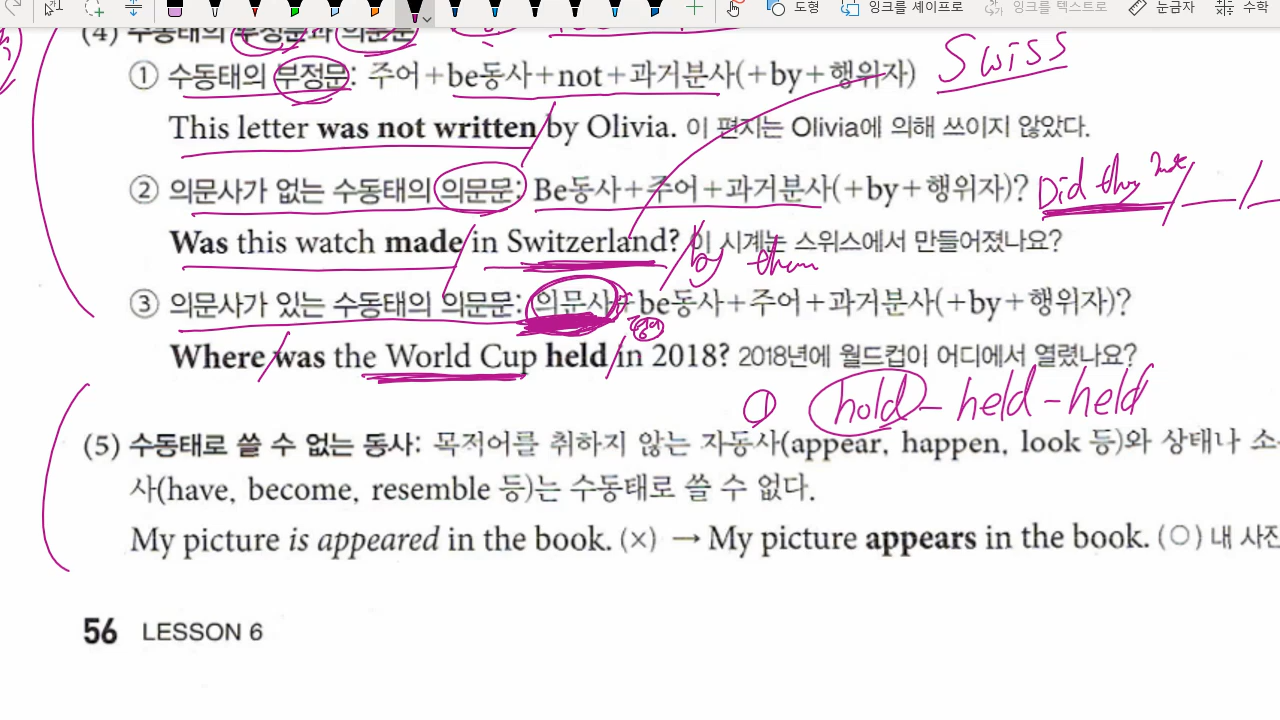 도형 잉크를 셰이프로 잉크를 텍스트로 눈금자 수학
(4) 수동태의 부정문과 의문문
① 수동태의 부정문: 주어+be동사+not+과거분사(+by+행위자) Swiss
This letter was not written by Olivia. 이 편지는 Olivia에 의해 쓰이지 않았다.
② 의문사가 없는 수동태의 의문문: Be동사+주어+과거분사(+by+행위자)? Did they
Was this watch made in Switzerland? 이 시계는 스위스에서 만들어졌나요?
by them
③ 의문사가 있는 수동태의 의문문: 의문사+be동사+주어+과거분사(+by+행위자)?
Where was the World Cup held in 2018? 2018년에 월드컵이 어디에서 열렸나요?
① hold - held - held
(5) 수동태로 쓸 수 없는 동사: 목적어를 취하지 않는 자동사(appear, happen, look 등)와 상태나 소
사(have, become, resemble 등)는 수동태로 쓸 수 없다.
My picture is appeared in the book. (×) → My picture appears in the book. (○) 내 사진
56 LESSON 6